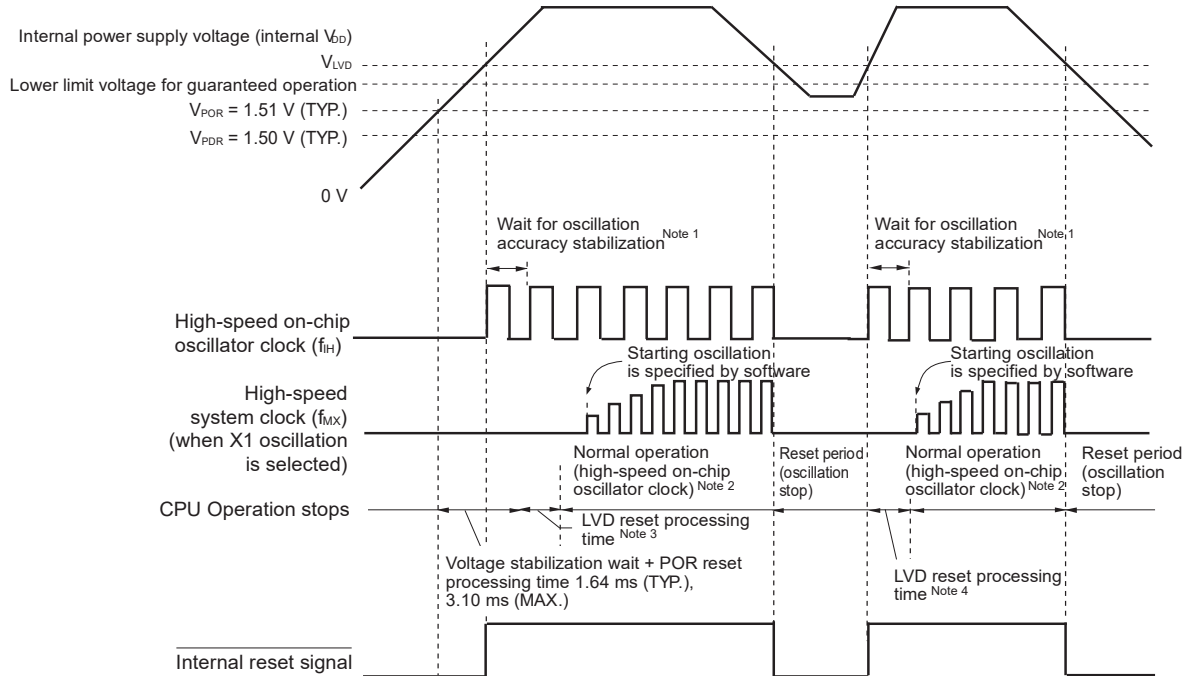 Internal power supply voltage (internal VDD)
VLVD
Lower limit voltage for guaranteed operation
VPOR = 1.51 V (TYP.)
VPDR = 1.50 V (TYP.)
0 V
Wait for oscillation
accuracy stabilization Note 1
Wait for oscillation
accuracy stabilization Note 1
High-speed on-chip
oscillator clock (fIH)
Starting oscillation
is specified by software
Starting oscillation
is specified by software
High-speed
system clock (fMX)
(when X1 oscillation
is selected)
Normal operation
(high-speed on-chip
oscillator clock) Note 2
Reset period
(oscillation
stop)
Normal operation
(high-speed on-chip
oscillator clock) Note 2
Reset period
(oscillation
stop)
CPU Operation stops
LVD reset processing
time Note 3
Voltage stabilization wait + POR reset
processing time 1.64 ms (TYP.),
3.10 ms (MAX.)
LVD reset processing
time Note 4
Internal reset signal